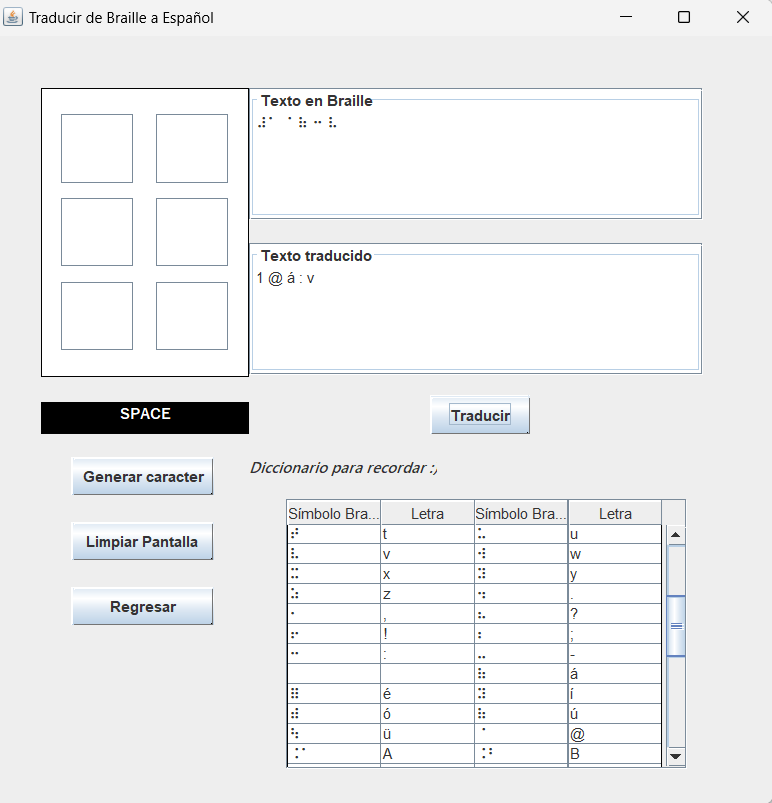 Traducir de Braille a Español
Texto en Braille
⠼⠁ ⠈ ⠷ ⠒ ⠧
Texto traducido
1 @ á : v
SPACE
Traducir
Generar caracter
Diccionario para recordar :,
Limpiar Pantalla
Regresar
Símbolo Bra... Letra Símbolo Bra... Letra
⠞ t ⠥ u
⠧ v ⠺ w
⠭ x ⠽ y
⠵ z ⠲ .
⠂ , ⠦ ?
⠖ ! ⠆ ;
⠒ : ⠤ -
⠷ á
⠿ é í
⠾ ó ⠷ ú
⠳ ü ⠈ @
A B